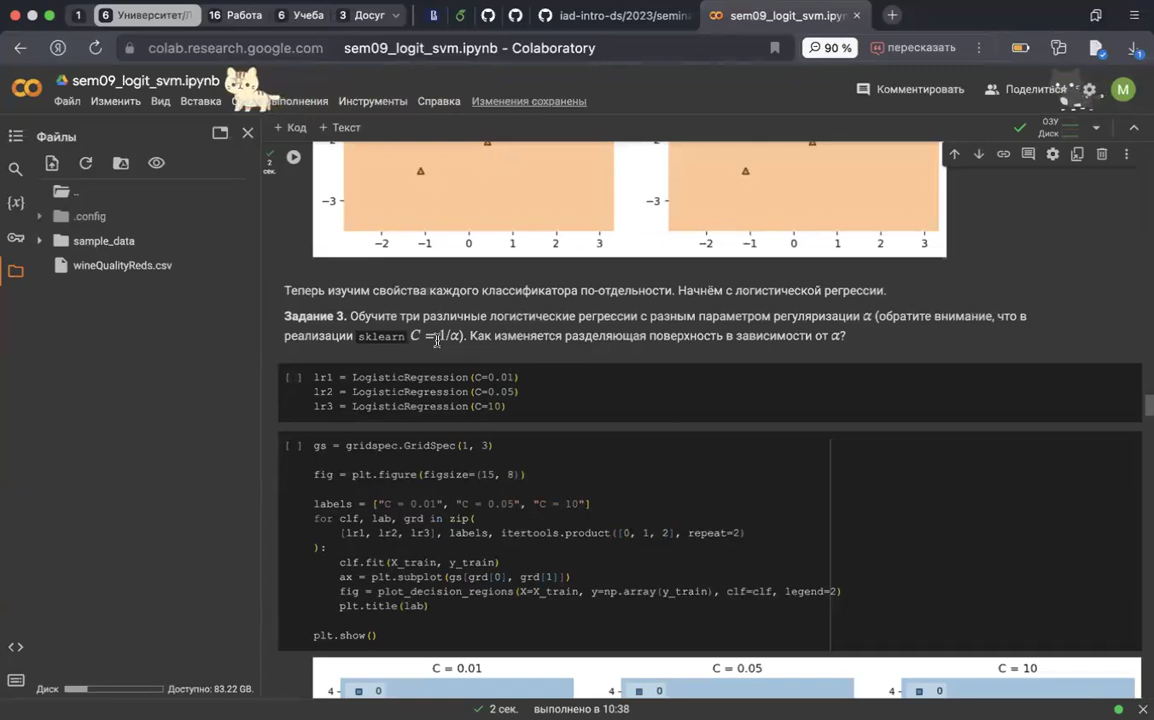 1
6 Университет/Л
16 Работа
6 Учеба
3 Досуг
iad-intro-ds/2023/semina
sem09_logit_svm.ipyn
colab.research.google.com
sem09_logit_svm.ipynb - Colaboratory
90 %
пересказать
sem09_logit_svm.ipynb
Файл Изменить Вид Вставка выполнения Инструменты Справка Изменения сохранены
Комментировать
Поделиться
M
Файлы
+ Код + Текст
ОЗУ
Диск
..
.config
sample_data
wineQualityReds.csv
{x}
2
сек.
−3 −3
−2 −1 0 1 2 3 −2 −1 0 1 2 3
Теперь изучим свойства каждого классификатора по-отдельности. Начнём с логистической регрессии.
Задание 3. Обучите три различные логистические регрессии с разным параметром регуляризации α (обратите внимание, что в
реализации sklearn C = 1/α). Как изменяется разделяющая поверхность в зависимости от α?
[ ] lr1 = LogisticRegression(C=0.01)
lr2 = LogisticRegression(C=0.05)
lr3 = LogisticRegression(C=10)
[ ] gs = gridspec.GridSpec(1, 3)
fig = plt.figure(figsize=(15, 8))
labels = ["C = 0.01", "C = 0.05", "C = 10"]
for clf, lab, grd in zip(
[lr1, lr2, lr3], labels, itertools.product([0, 1, 2], repeat=2)
):
clf.fit(X_train, y_train)
ax = plt.subplot(gs[grd[0], grd[1]])
fig = plot_decision_regions(X=X_train, y=np.array(y_train), clf=clf, legend=2)
plt.title(lab)
plt.show()
C = 0.01 C = 0.05 C = 10
4 0 4 0 4 0
Диск Доступно: 83.22 GB.
2 сек. выполнено в 10:38